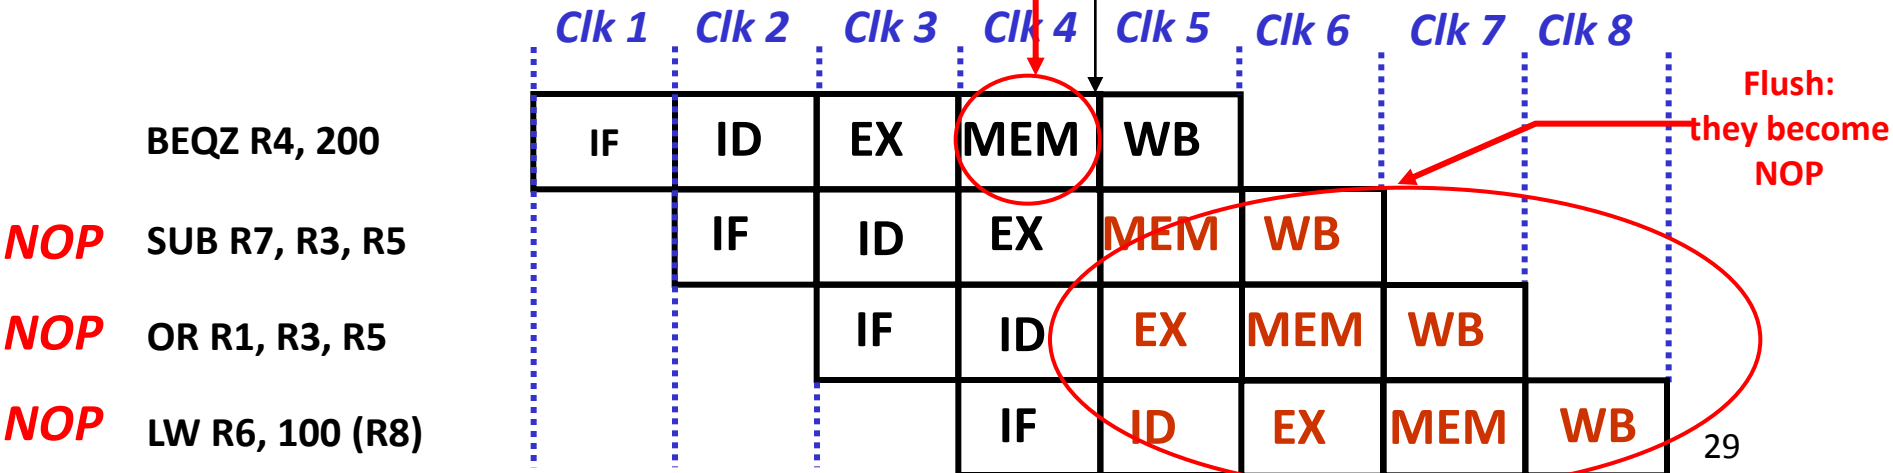 Clk 1 Clk 2 Clk 3 Clk 4 Clk 5 Clk 6 Clk 7 Clk 8
Flush:
they become
NOP
BEQZ R4, 200 IF ID EX MEM WB
NOP SUB R7, R3, R5 IF ID EX MEM WB
NOP OR R1, R3, R5 IF ID EX MEM WB
NOP LW R6, 100 (R8) IF ID EX MEM WB
29